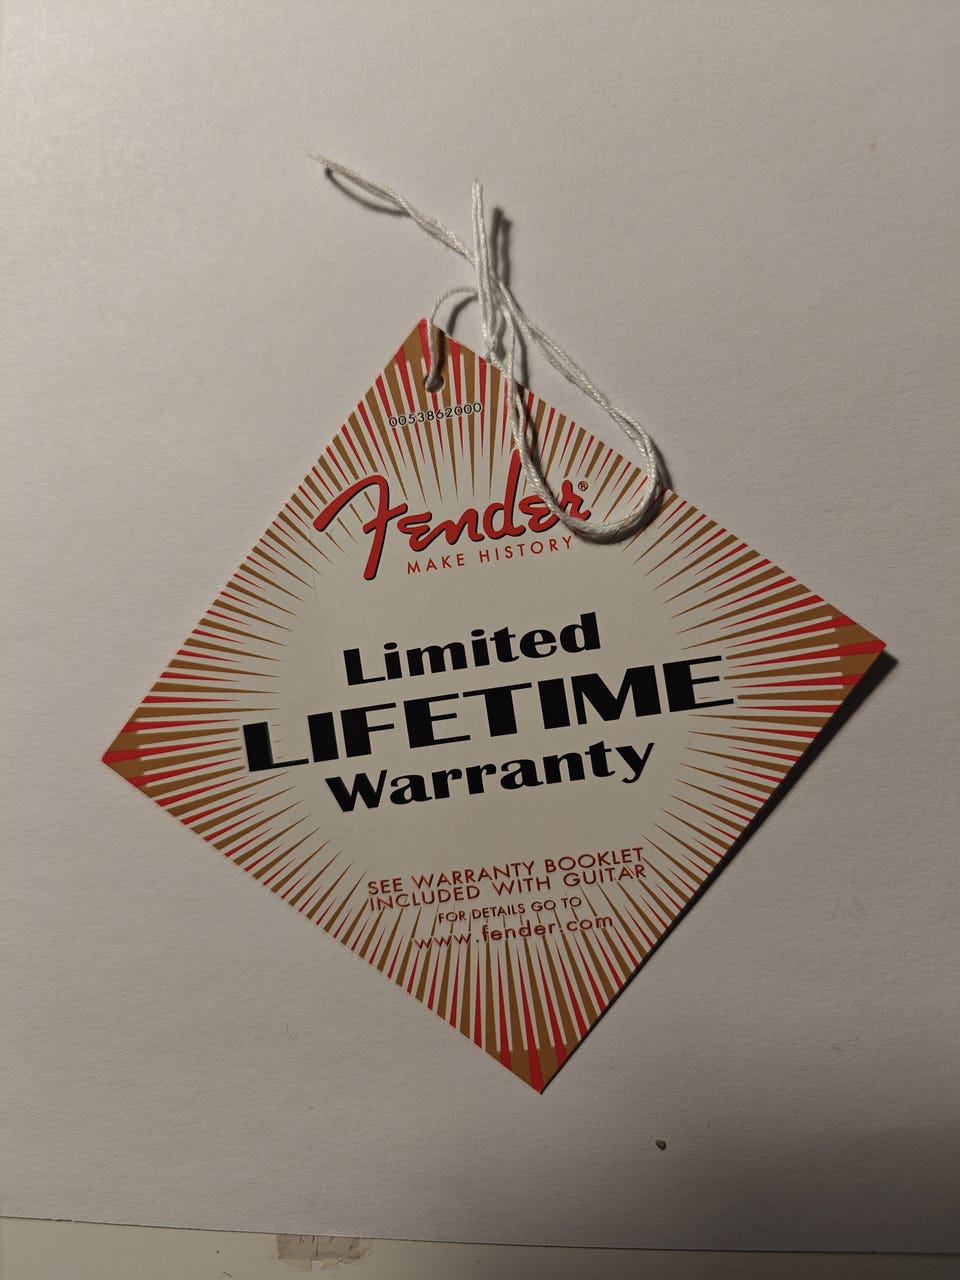 0053862000
Fender®
MAKE HISTORY
Limited
LIFETIME
Warranty
SEE WARRANTY BOOKLET
INCLUDED WITH GUITAR
FOR DETAILS GO TO
www.fender.com